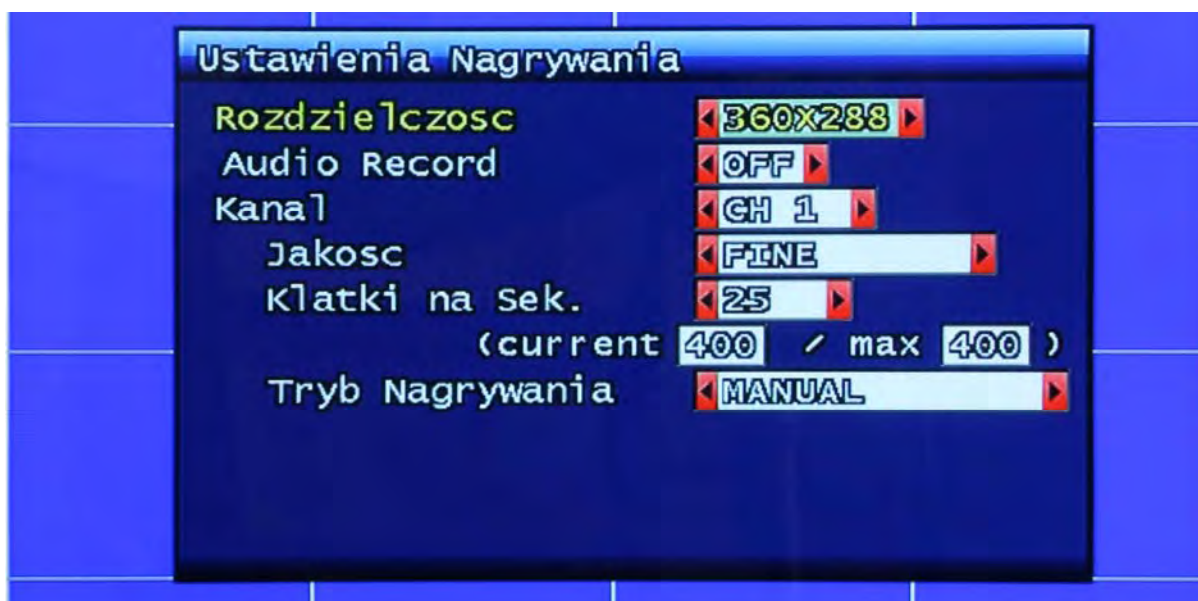 Ustawienia Nagrywania
Rozdzielczosc 360X288
Audio Record OFF
Kanal CH 1
Jakosc FINE
Klatki na Sek. 25
(current 400 / max 400 )
Tryb Nagrywania MANUAL